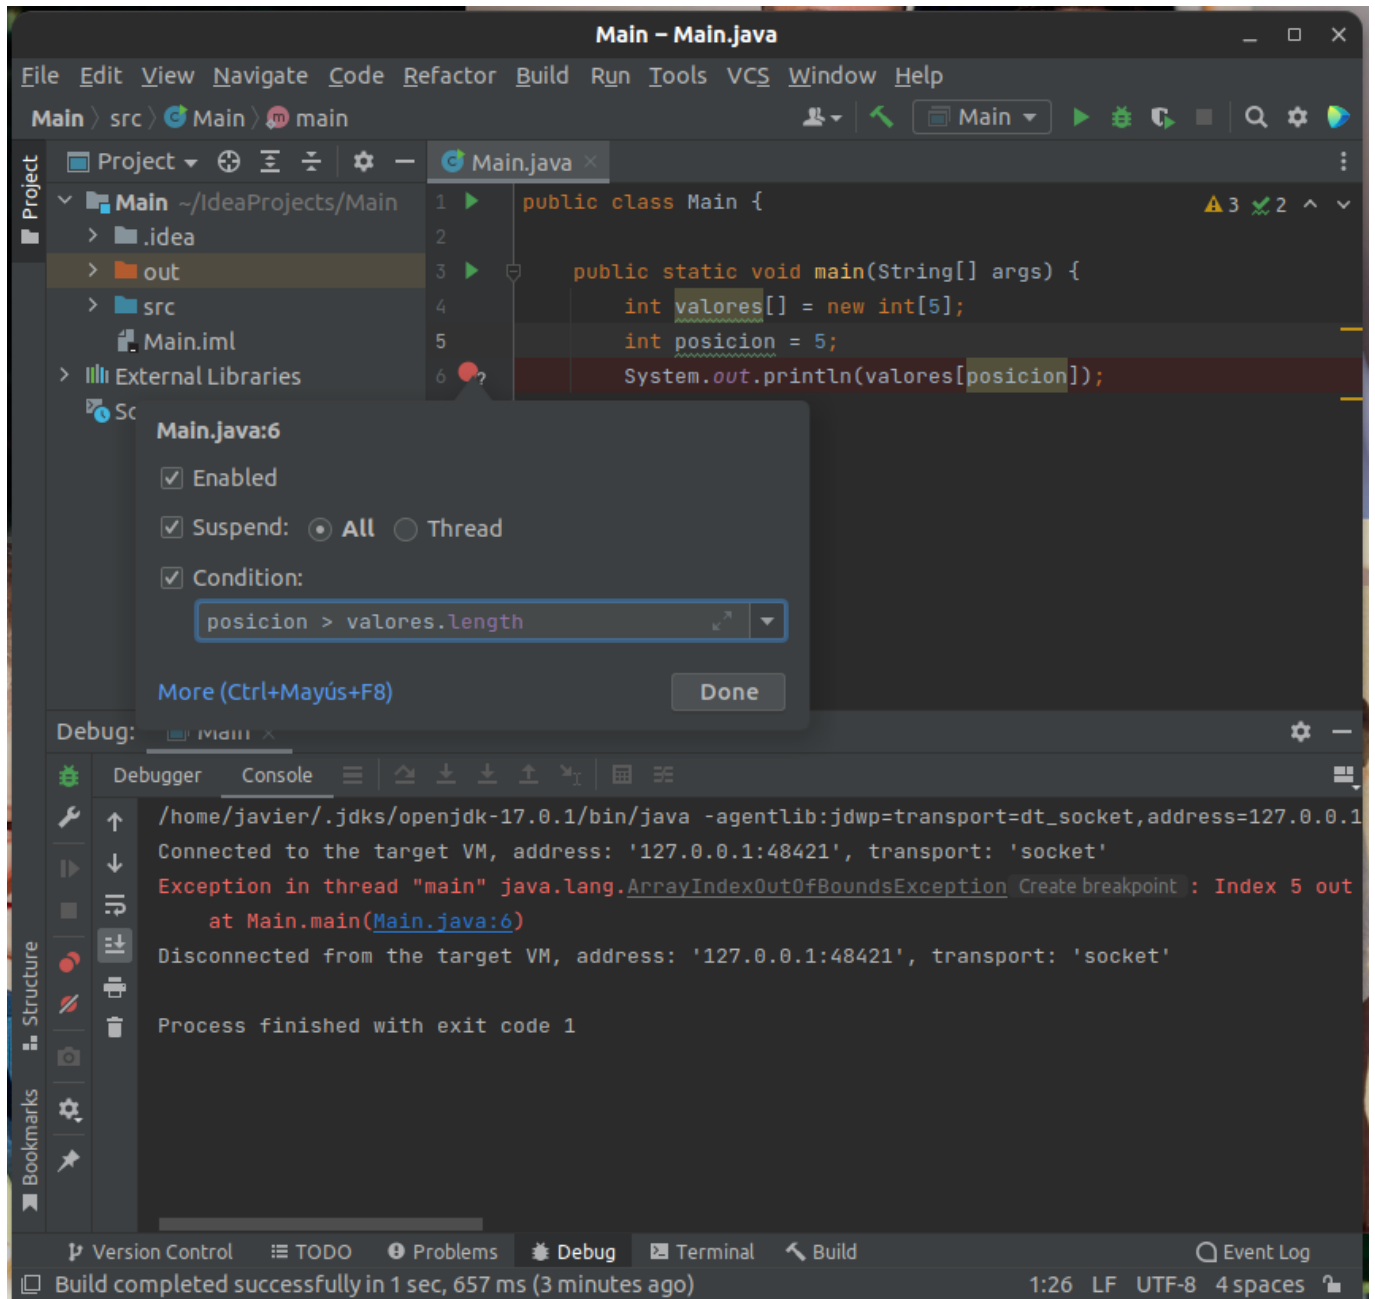 Main – Main.java
File Edit View Navigate Code Refactor Build Run Tools VCS Window Help
Main src Main main
Main
Project
Project
Main.java
Main ~/IdeaProjects/Main
.idea
out
src
Main.iml
External Libraries
Sc
1 public class Main {
3 2
2
3 public static void main(String[] args) {
4 int valores[] = new int[5];
5 int posicion = 5;
6 System.out.println(valores[posicion]);
Main.java:6
Enabled
Suspend: All Thread
Condition:
posicion > valores.length
More (Ctrl+Mayús+F8)
Done
Debug: Main
Debugger Console
/home/javier/.jdks/openjdk-17.0.1/bin/java -agentlib:jdwp=transport=dt_socket,address=127.0.0.1
Connected to the target VM, address: '127.0.0.1:48421', transport: 'socket'
Exception in thread "main" java.lang.ArrayIndexOutOfBoundsException Create breakpoint : Index 5 out
at Main.main(Main.java:6)
Disconnected from the target VM, address: '127.0.0.1:48421', transport: 'socket'
Process finished with exit code 1
Structure
Bookmarks
Version Control TODO Problems Debug Terminal Build Event Log
Build completed successfully in 1 sec, 657 ms (3 minutes ago) 1:26 LF UTF-8 4 spaces